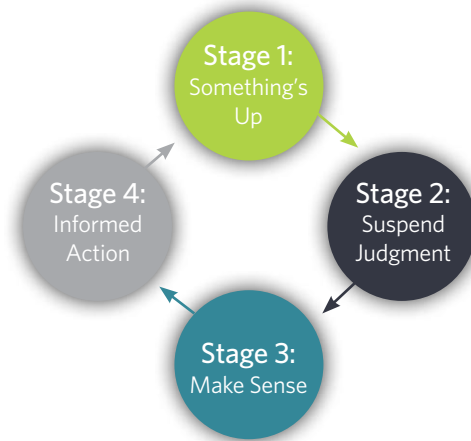 Stage 1:
Something's
Up
Stage 2:
Suspend
Judgment
Stage 3:
Make Sense
Stage 4:
Informed
Action